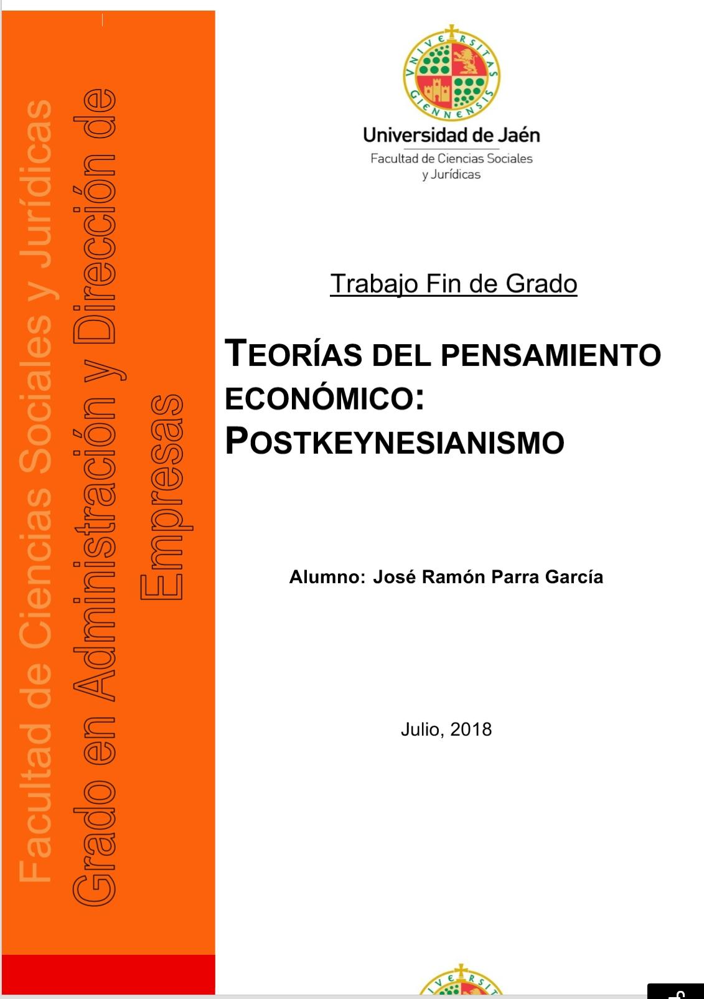 Facultad de Ciencias Sociales y Jurídicas
Grado en Administración y Dirección de
Empresas
VNIVERSITAS
GIENNENSIS
Universidad de Jaén
Facultad de Ciencias Sociales
y Jurídicas
Trabajo Fin de Grado
TEORÍAS DEL PENSAMIENTO
ECONÓMICO:
POSTKEYNESIANISMO
Alumno: José Ramón Parra García
Julio, 2018